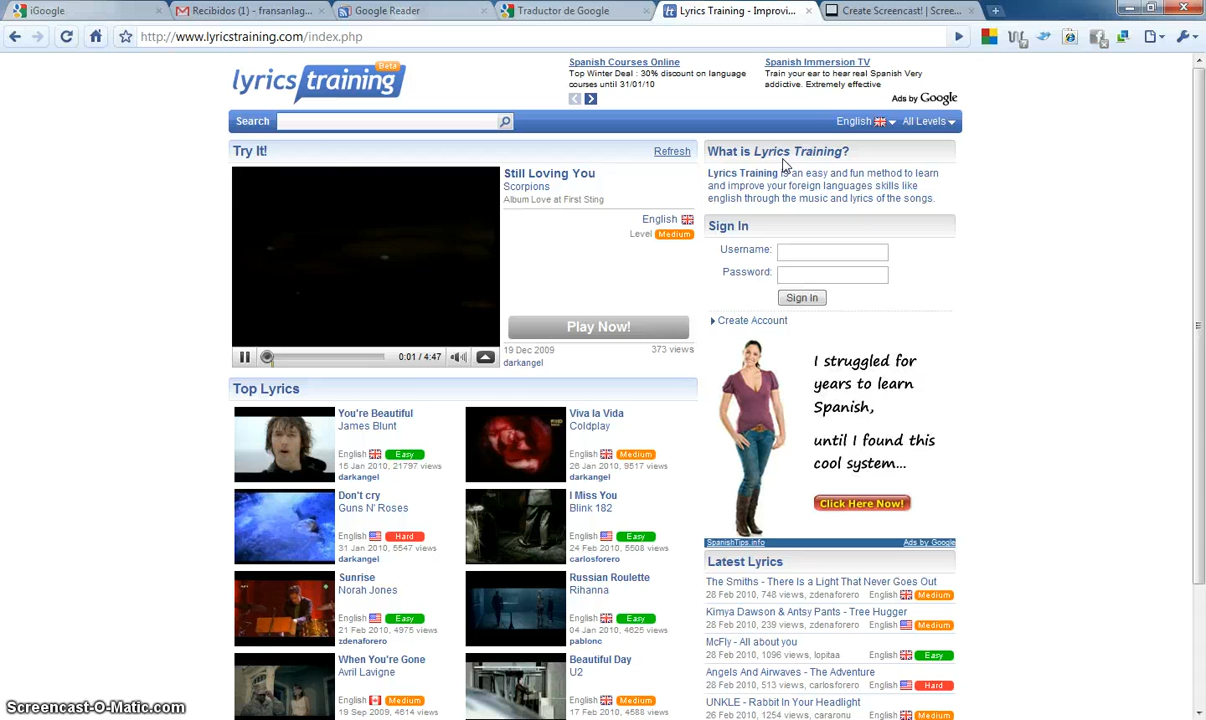 iGoogle
Recibidos (1) - fransanlag...
Google Reader
Traductor de Google
Lyrics Training - Improvi...
Create Screencast! | Scree...
http://www.lyricstraining.com/index.php
lyrics training
Beta
Spanish Courses Online
Top Winter Deal : 30% discount on language
courses until 31/01/10
Spanish Immersion TV
Train your ear to hear real Spanish Very
addictive. Extremely effective
Ads by Google
Search
English
All Levels
Try It!
Refresh
Still Loving You
Scorpions
Album Love at First Sting
English
Level Medium
Play Now!
0:01 / 4:47
19 Dec 2009
373 views
darkangel
What is Lyrics Training?
Lyrics Training is an easy and fun method to learn
and improve your foreign languages skills like
english through the music and lyrics of the songs.
Sign In
Username:
Password:
Sign In
Create Account
I struggled for
years to learn
Spanish,
until I found this
cool system...
Click Here Now!
SpanishTips.info
Ads by Google
Top Lyrics
You're Beautiful
James Blunt
English Easy
15 Jan 2010, 21797 views
darkangel
Viva la Vida
Coldplay
English Medium
26 Jan 2010, 9517 views
darkangel
Don't cry
Guns N' Roses
English Hard
31 Jan 2010, 5547 views
darkangel
I Miss You
Blink 182
English Easy
24 Feb 2010, 5508 views
carlosforero
Sunrise
Norah Jones
English Easy
21 Feb 2010, 4975 views
zdenaforero
Russian Roulette
Rihanna
English Easy
04 Jan 2010, 4625 views
pablonc
When You're Gone
Avril Lavigne
English Medium
19 Sep 2009, 4614 views
Beautiful Day
U2
English Medium
17 Feb 2010, 4588 views
Latest Lyrics
The Smiths - There Is a Light That Never Goes Out
28 Feb 2010, 748 views, zdenaforero English Medium
Kimya Dawson & Antsy Pants - Tree Hugger
28 Feb 2010, 239 views, zdenaforero English Medium
McFly - All about you
28 Feb 2010, 1096 views, lopitaa English Easy
Angels And Airwaves - The Adventure
28 Feb 2010, 513 views, carlosforero English Hard
UNKLE - Rabbit In Your Headlight
26 Feb 2010, 1254 views, cararonu English Medium
Screencast-O-Matic.com